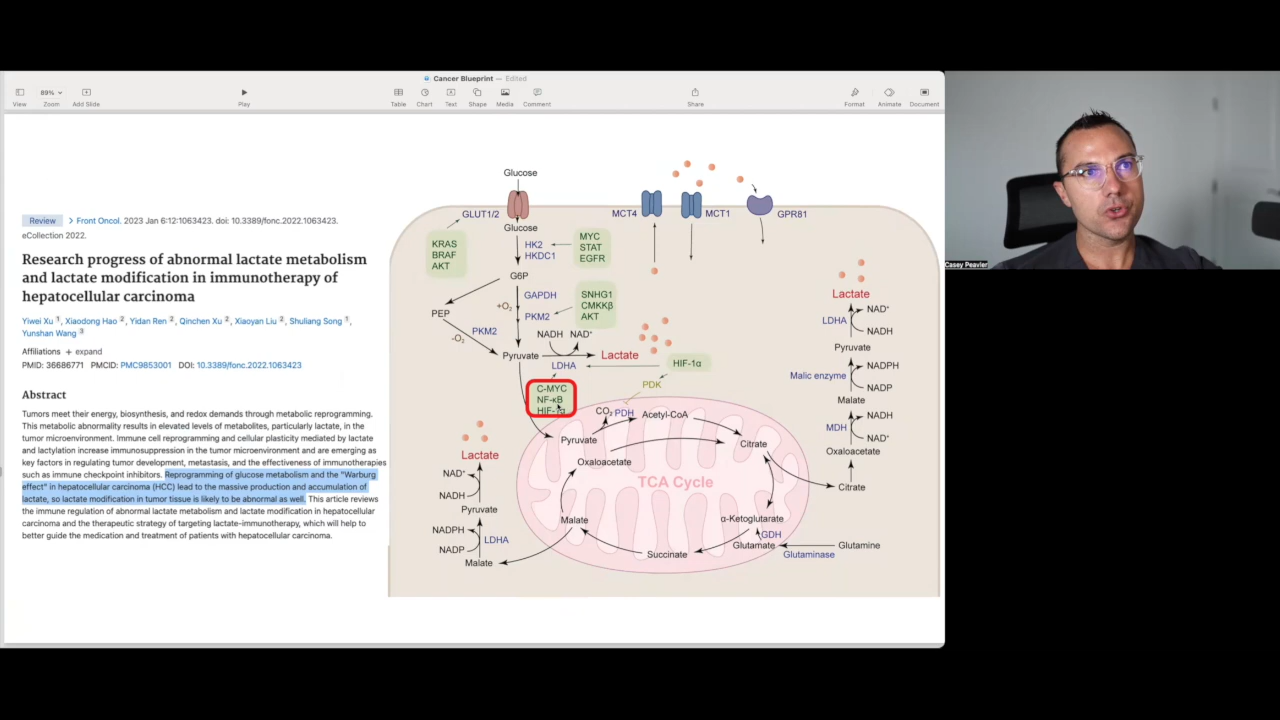 Cancer Blueprint — Edited
89%
View
Zoom
Add Slide
Play
Table
Chart
Text
Shape
Media
Comment
Share
Format
Animate
Document
Casey Peavler
Review > Front Oncol. 2023 Jan 6:12:1063423. doi: 10.3389/fonc.2022.1063423.
eCollection 2022.
Research progress of abnormal lactate metabolism
and lactate modification in immunotherapy of
hepatocellular carcinoma
Yiwei Xu 1, Xiaodong Hao 2, Yidan Ren 2, Qinchen Xu 2, Xiaoyan Liu 2, Shuliang Song 1,
Yunshan Wang 3
Affiliations + expand
PMID: 36686771 PMCID: PMC9853001 DOI: 10.3389/fonc.2022.1063423
Abstract
Tumors meet their energy, biosynthesis, and redox demands through metabolic reprogramming.
This metabolic abnormality results in elevated levels of metabolites, particularly lactate, in the
tumor microenvironment. Immune cell reprogramming and cellular plasticity mediated by lactate
and lactylation increase immunosuppression in the tumor microenvironment and are emerging as
key factors in regulating tumor development, metastasis, and the effectiveness of immunotherapies
such as immune checkpoint inhibitors. Reprogramming of glucose metabolism and the "Warburg
effect" in hepatocellular carcinoma (HCC) lead to the massive production and accumulation of
lactate, so lactate modification in tumor tissue is likely to be abnormal as well. This article reviews
the immune regulation of abnormal lactate metabolism and lactate modification in hepatocellular
carcinoma and the therapeutic strategy of targeting lactate-immunotherapy, which will help to
better guide the medication and treatment of patients with hepatocellular carcinoma.
Glucose
GLUT1/2
Glucose
KRAS
BRAF
AKT
HK2
HKDC1
MYC
STAT
EGFR
G6P
GAPDH
+O₂
PKM2
SNHG1
CMKKβ
AKT
PEP
PKM2
-O₂
NADH
NAD⁺
Pyruvate
Lactate
LDHA
HIF-1α
PDK
C-MYC
NF-κB
HIF-1α
MCT4
MCT1
GPR81
CO₂
PDH
Acetyl-CoA
Pyruvate
Citrate
Oxaloacetate
TCA Cycle
Malate
α-Ketoglutarate
GDH
Glutamate
Glutamine
Glutaminase
Succinate
Lactate
NAD⁺
NADH
Pyruvate
NADPH
LDHA
NADP
Malate
Lactate
NAD⁺
LDHA
NADH
Pyruvate
NADPH
Malic enzyme
NADP
Malate
NADH
MDH
NAD⁺
Oxaloacetate
Citrate